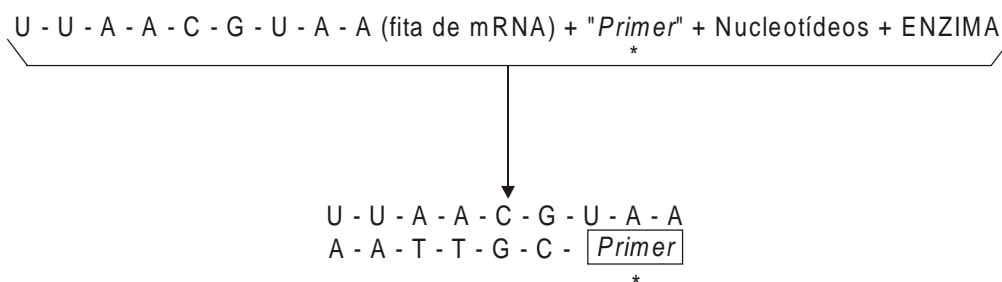 U - U - A - A - C - G - U - A - A (fita de mRNA) + "Primer" + Nucleotídeos + ENZIMA
*
U - U - A - A - C - G - U - A - A
A - A - T - T - G - C - Primer
*